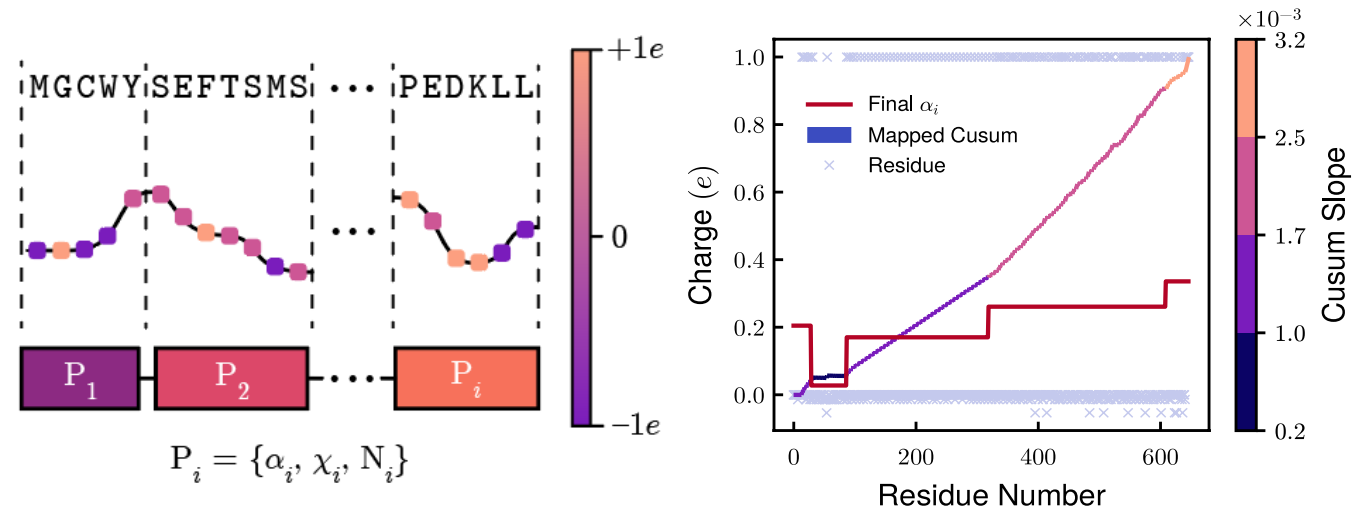 MGCWY SEFTSMS ••• PEDKLL
+1e
0
−1e
•••
P₁ P₂ ••• Pᵢ
Pᵢ = {αᵢ, χᵢ, Nᵢ}
Charge (e)
1.0
0.8
0.6
0.4
0.2
0.0
Final αᵢ
Mapped Cusum
Residue
0 200 400 600
Residue Number
×10⁻³
3.2
2.5
1.7
1.0
0.2
Cusum Slope